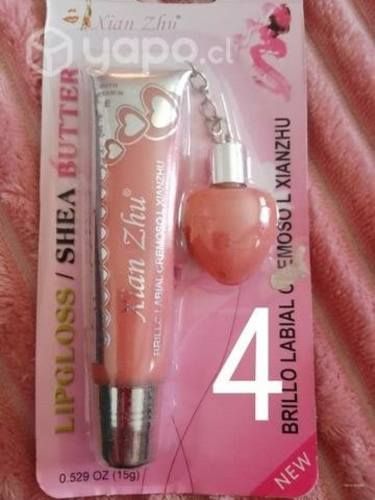 Xian Zhu®
yapo.cl
LIPGLOSS / SHEA BUTTER
Xian Zhu®
BRILLO LABIAL CREMOSO L XIANZHU
4
BRILLO LABIAL CREMOSO L XIANZHU
0.529 OZ (15g)
NEW